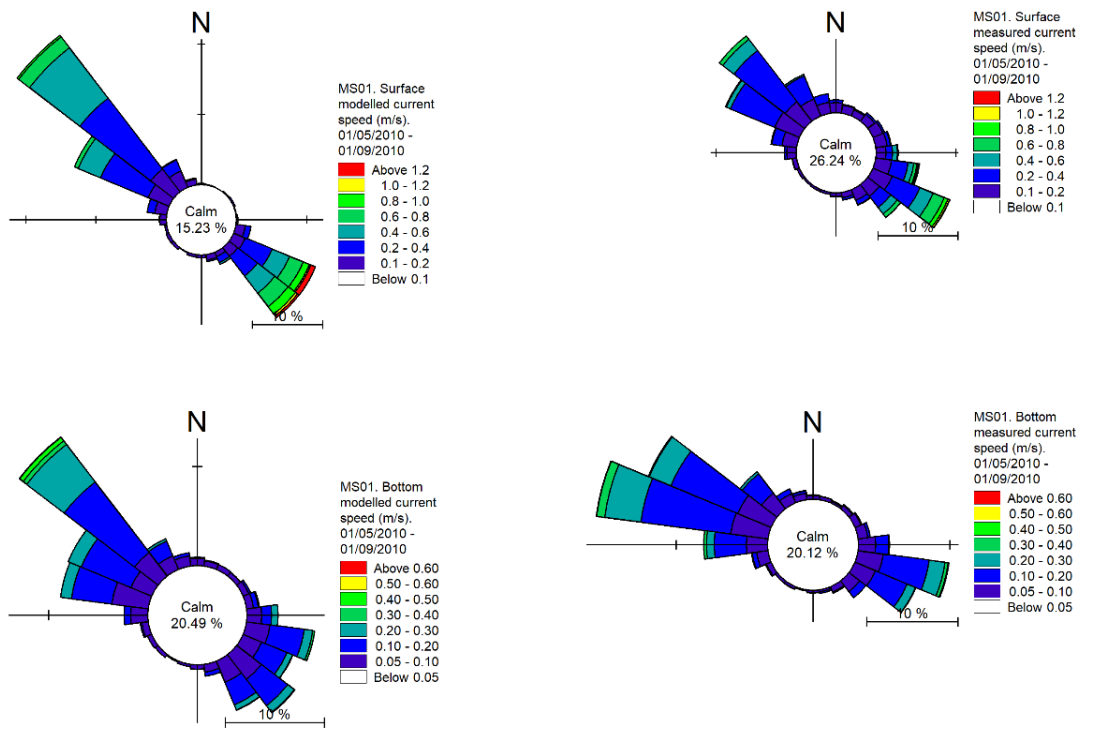 N
Calm
15.23 %
10 %
MS01. Surface
modelled current
speed (m/s).
01/05/2010 -
01/09/2010
Above 1.2
1.0 - 1.2
0.8 - 1.0
0.6 - 0.8
0.4 - 0.6
0.2 - 0.4
0.1 - 0.2
Below 0.1
N
Calm
26.24 %
10 %
MS01. Surface
measured current
speed (m/s).
01/05/2010 -
01/09/2010
Above 1.2
1.0 - 1.2
0.8 - 1.0
0.6 - 0.8
0.4 - 0.6
0.2 - 0.4
0.1 - 0.2
Below 0.1
N
Calm
20.49 %
10 %
MS01. Bottom
modelled current
speed (m/s).
01/05/2010 -
01/09/2010
Above 0.60
0.50 - 0.60
0.40 - 0.50
0.30 - 0.40
0.20 - 0.30
0.10 - 0.20
0.05 - 0.10
Below 0.05
N
Calm
20.12 %
10 %
MS01. Bottom
measured current
speed (m/s).
01/05/2010 -
01/09/2010
Above 0.60
0.50 - 0.60
0.40 - 0.50
0.30 - 0.40
0.20 - 0.30
0.10 - 0.20
0.05 - 0.10
Below 0.05